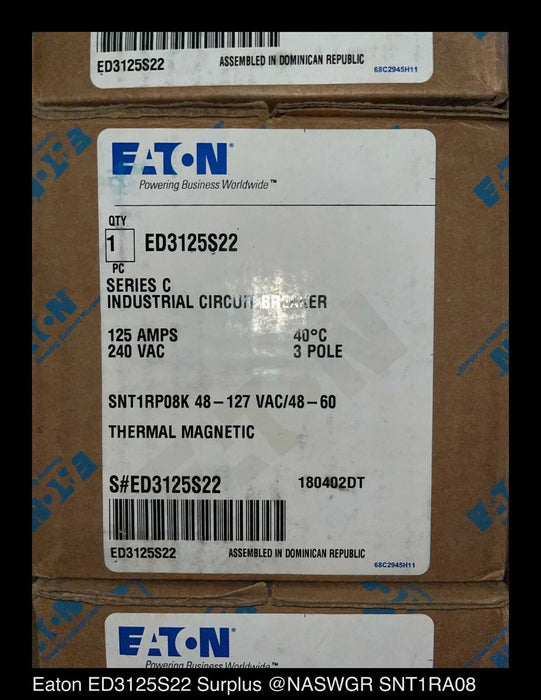 ED3125S22 ASSEMBLED IN DOMINICAN REPUBLIC 68C2945H11
EATON
Powering Business Worldwide™
QTY
1 ED3125S22
PC
SERIES C
INDUSTRIAL CIRCUIT BREAKER
125 AMPS 40°C
240 VAC 3 POLE
SNT1RP08K 48-127 VAC/48-60
THERMAL MAGNETIC
S#ED3125S22 180402DT
ED3125S22 ASSEMBLED IN DOMINICAN REPUBLIC 68C2945H11
EATON
Powering Business Worldwide™
Eaton ED3125S22 Surplus @NASWGR SNT1RA08